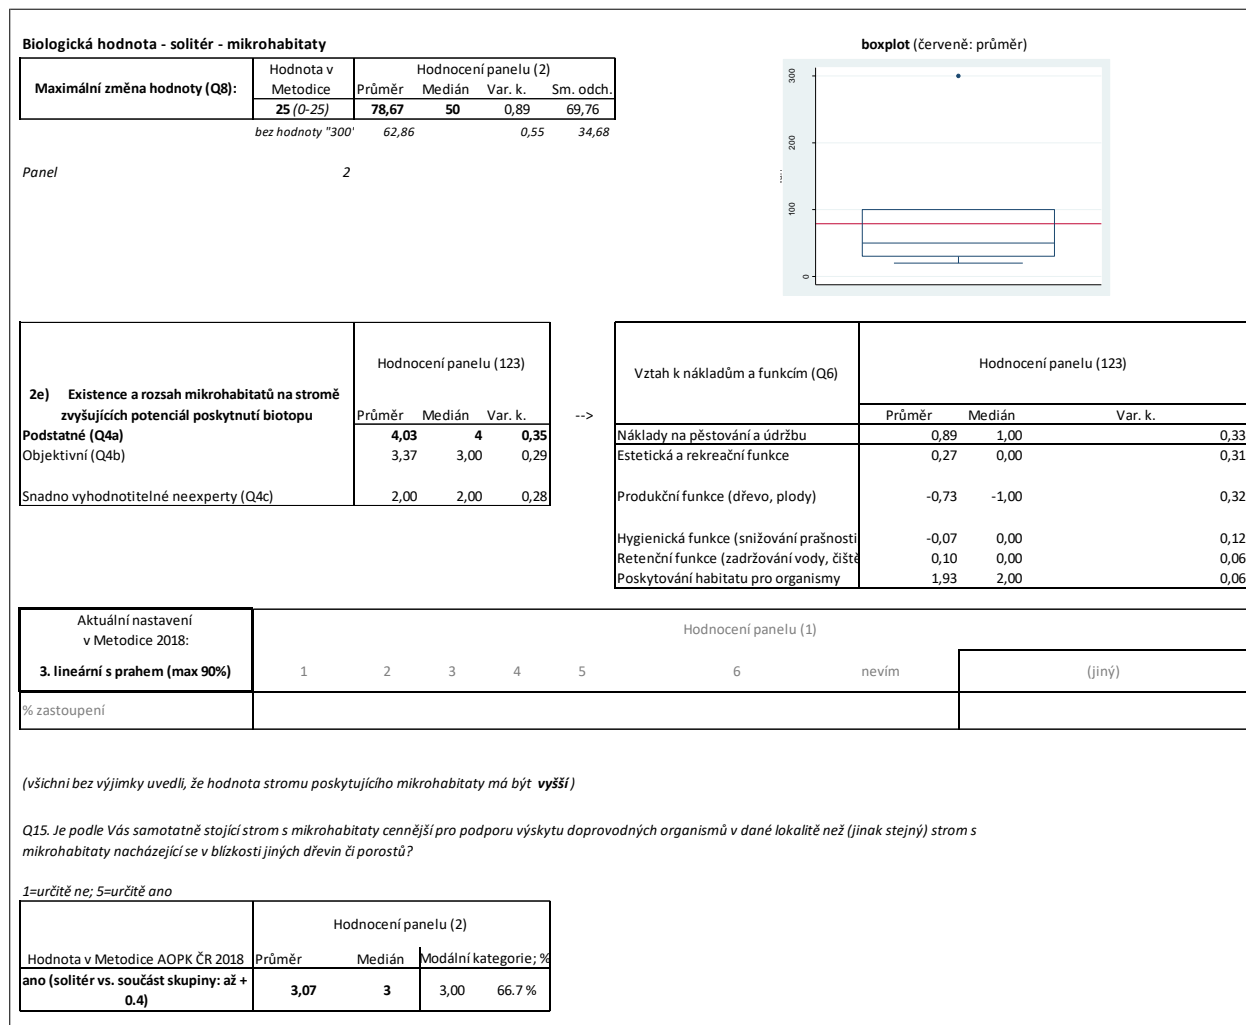 Biologická hodnota - solitér - mikrohabitaty
boxplot (červeně: průměr)
Maximální změna hodnoty (Q8):
Hodnota v Metodice
Hodnocení panelu (2)
Průměr Medián Var. k. Sm. odch.
25 (0-25) 78,67 50 0,89 69,76
bez hodnoty "300" 62,86 0,55 34,68
Panel 2
300
200
100
0
2e) Existence a rozsah mikrohabitatů na stromě
zvyšujících potenciál poskytnutí biotopu
Hodnocení panelu (123)
Průměr Medián Var. k.
Podstatné (Q4a) 4,03 4 0,35
Objektivní (Q4b) 3,37 3,00 0,29
Snadno vyhodnotitelné neexperty (Q4c) 2,00 2,00 0,28
-->
Vztah k nákladům a funkcím (Q6)
Hodnocení panelu (123)
Průměr Medián Var. k.
Náklady na pěstování a údržbu 0,89 1,00 0,33
Estetická a rekreační funkce 0,27 0,00 0,31
Produkční funkce (dřevo, plody) -0,73 -1,00 0,32
Hygienická funkce (snižování prašnosti -0,07 0,00 0,12
Retenční funkce (zadržování vody, čiště 0,10 0,00 0,06
Poskytování habitatu pro organismy 1,93 2,00 0,06
Aktuální nastavení
v Metodice 2018:
3. lineární s prahem (max 90%)
Hodnocení panelu (1)
1 2 3 4 5 6 nevím (jiný)
% zastoupení
(všichni bez výjimky uvedli, že hodnota stromu poskytujícího mikrohabitaty má být vyšší)
Q15. Je podle Vás samotatně stojící strom s mikrohabitaty cennější pro podporu výskytu doprovodných organismů v dané lokalitě než (jinak stejný) strom s
mikrohabitaty nacházející se v blízkosti jiných dřevin či porostů?
1=určitě ne; 5=určitě ano
Hodnocení panelu (2)
Hodnota v Metodice AOPK ČR 2018 Průměr Medián Modální kategorie; %
ano (solitér vs. součást skupiny: až +
0.4)
3,07 3 3,00 66.7 %